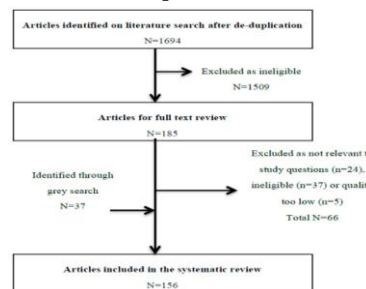 Articles identified on literature search after de-duplication
N=1694
Excluded as ineligible
N=1509
Articles for full text review
N=185
Identified through
grey search
N=37
Excluded as not relevant t
study questions (n=24),
ineligible (n=37) or qualit
too low (n=5)
Total N=66
Articles included in the systematic review
N=156